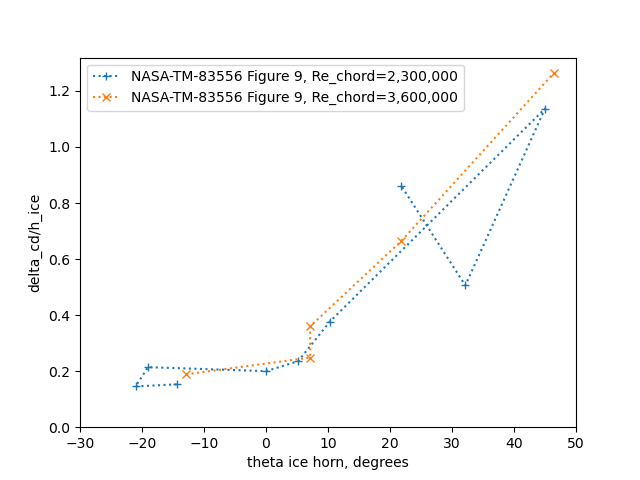 NASA-TM-83556 Figure 9, Re_chord=2,300,000
NASA-TM-83556 Figure 9, Re_chord=3,600,000
delta_cd/h_ice
1.2
1.0
0.8
0.6
0.4
0.2
0.0
−30 −20 −10 0 10 20 30 40 50
theta ice horn, degrees